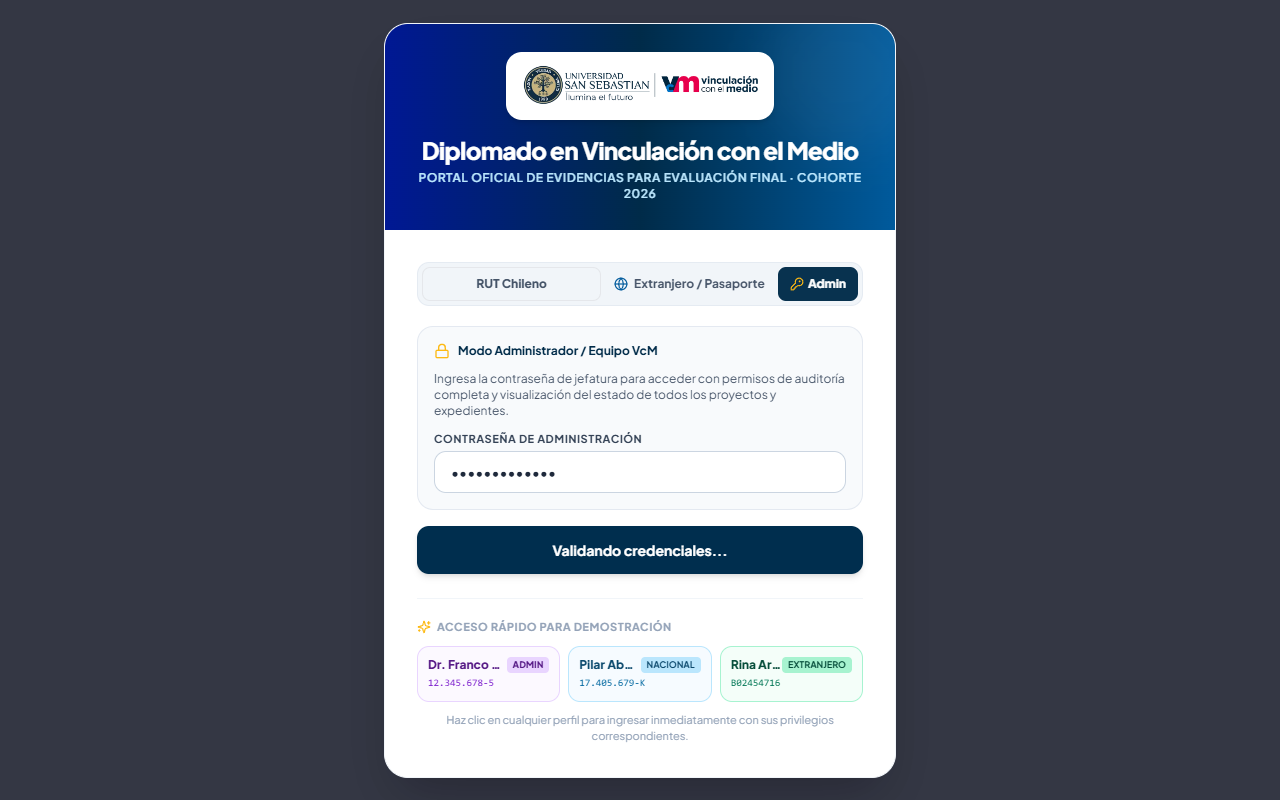 UNIVERSIDAD
SAN SEBASTIAN
Ilumina el futuro
vm vinculación
con el medio
Diplomado en Vinculación con el Medio
PORTAL OFICIAL DE EVIDENCIAS PARA EVALUACIÓN FINAL · COHORTE
2026
RUT Chileno
Extranjero / Pasaporte
Admin
Modo Administrador / Equipo VcM
Ingresa la contraseña de jefatura para acceder con permisos de auditoría
completa y visualización del estado de todos los proyectos y
expedientes.
CONTRASEÑA DE ADMINISTRACIÓN
•••••••••••••
Validando credenciales...
ACCESO RÁPIDO PARA DEMOSTRACIÓN
Dr. Franco ... ADMIN
12.345.678-5
Pilar Ab... NACIONAL
17.405.679-K
Rina Ar... EXTRANJERO
B02454716
Haz clic en cualquier perfil para ingresar inmediatamente con sus privilegios
correspondientes.